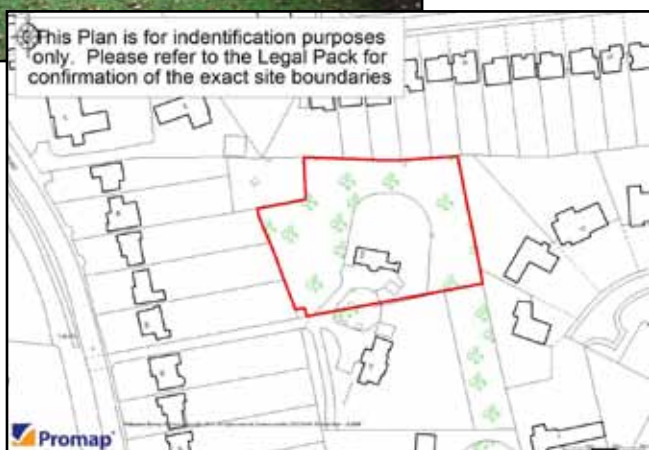 This Plan is for indentification purposes
only. Please refer to the Legal Pack for
confirmation of the exact site boundaries
Promap